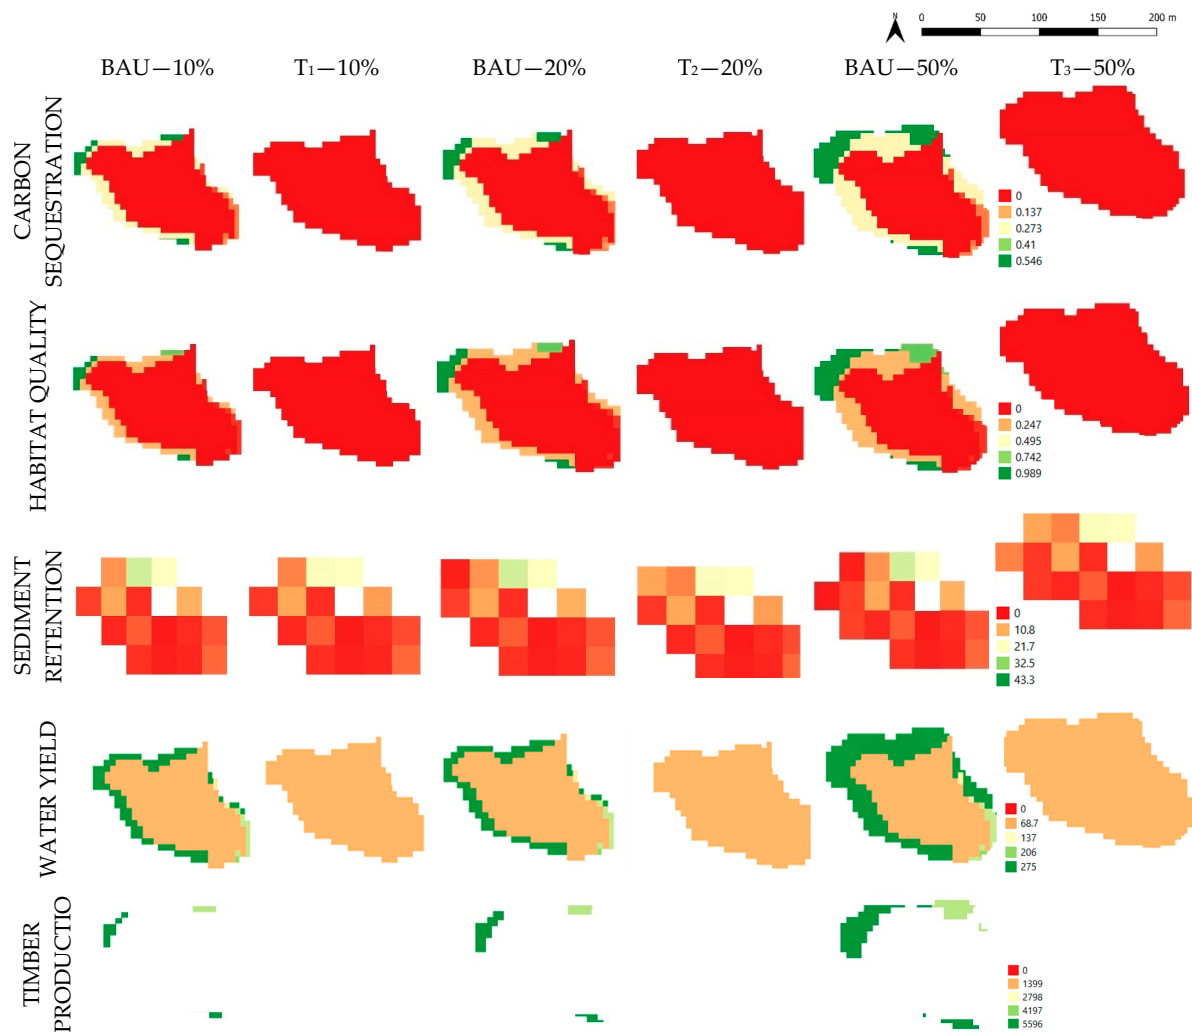 N
0 50 100 150 200 m
BAU—10% T1—10% BAU—20% T2—20% BAU—50% T3—50%
CARBON
SEQUESTRATION
0
0.137
0.273
0.41
0.546
HABITAT QUALITY
0
0.247
0.495
0.742
0.989
SEDIMENT
RETENTION
0
10.8
21.7
32.5
43.3
WATER YIELD
0
68.7
137
206
275
TIMBER
PRODUCTIO
0
1399
2798
4197
5596